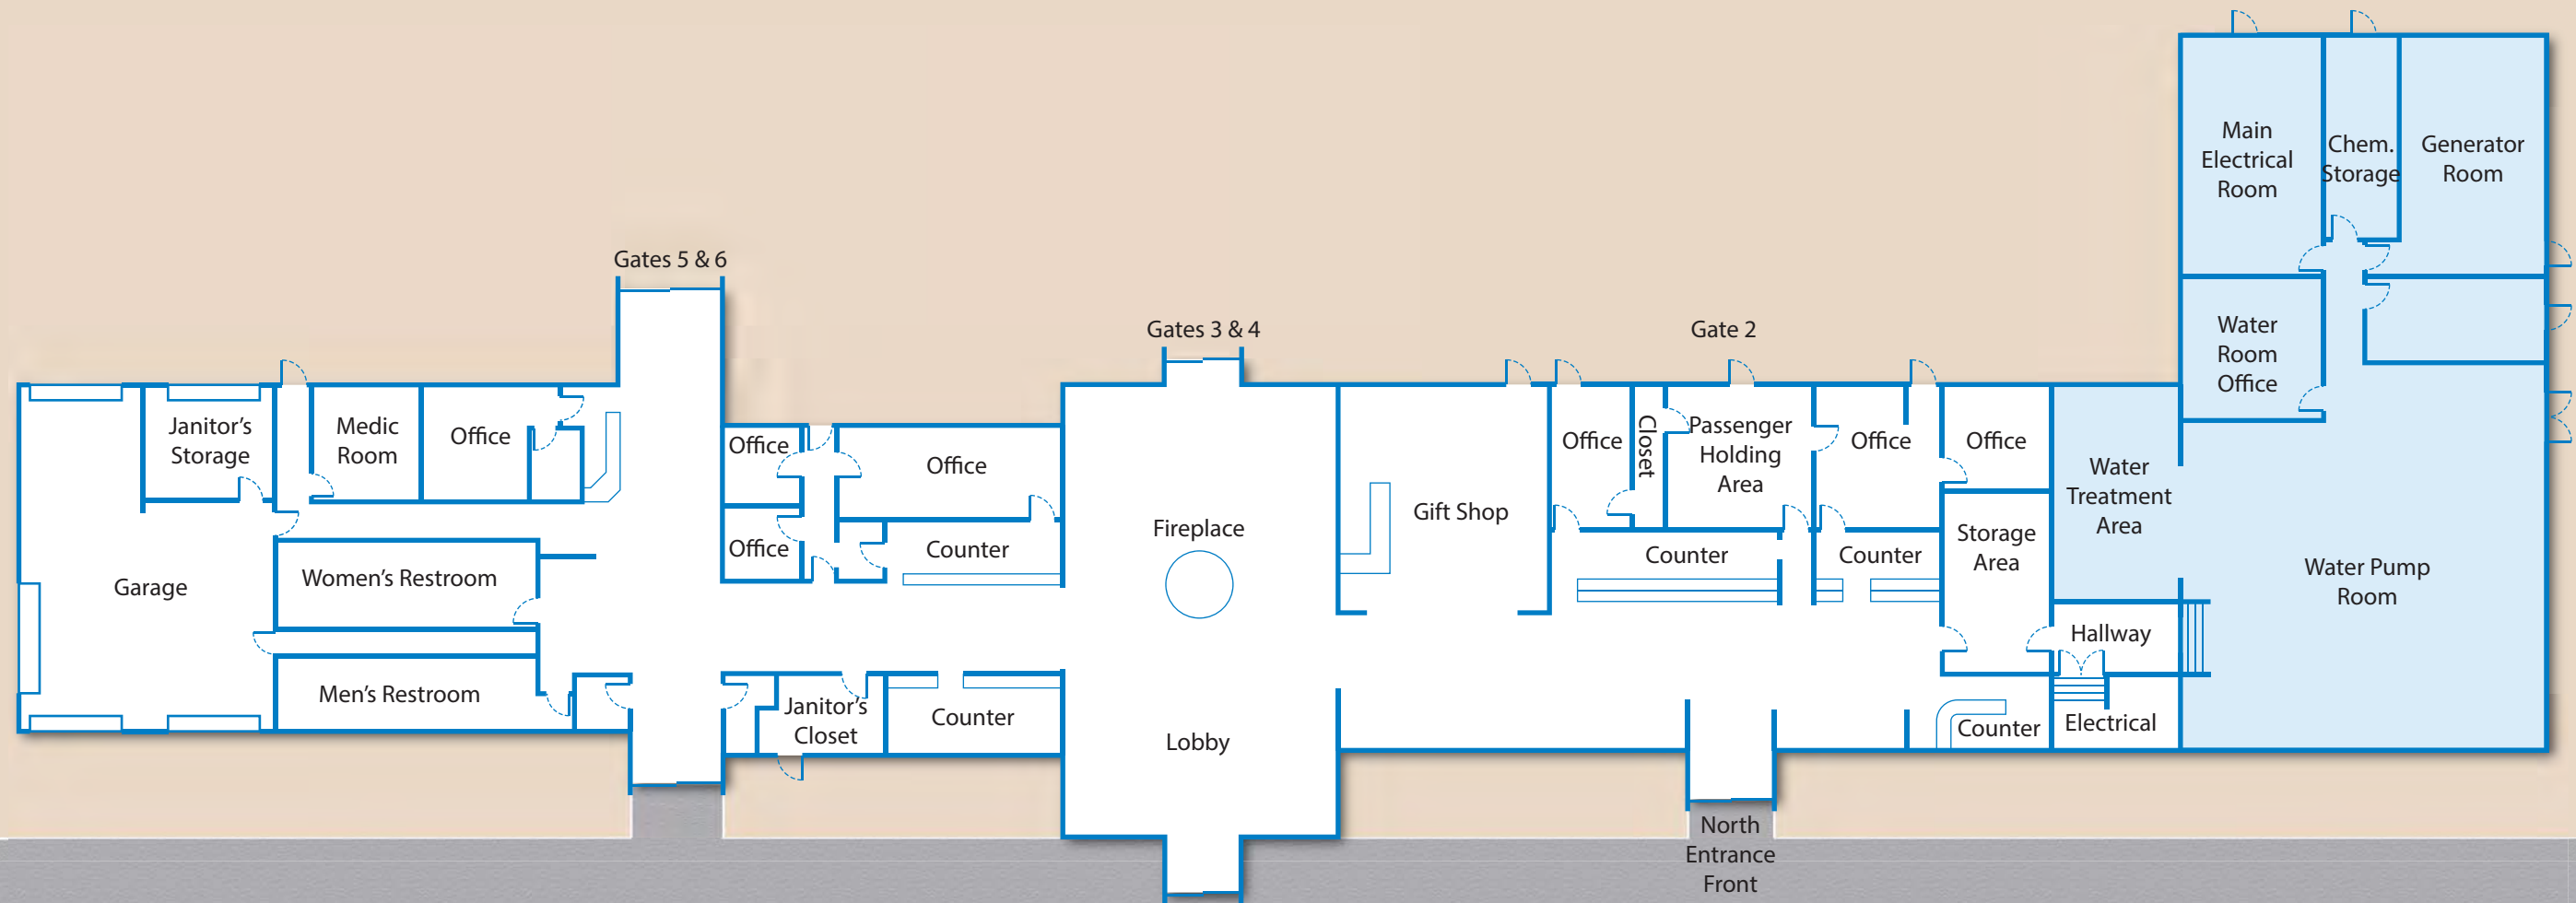 Main
Electrical
Room
Chem.
Storage
Generator
Room
Gates 5 & 6
Gates 3 & 4
Gate 2
Water
Room
Office
Janitor's
Storage
Medic
Room
Office
Office
Office
Office
Closet
Passenger
Holding
Area
Office
Office
Water
Treatment
Area
Gift Shop
Fireplace
Storage
Area
Office
Counter
Counter
Counter
Garage
Women's Restroom
Water Pump
Room
Hallway
Men's Restroom
Janitor's
Closet
Counter
Lobby
Counter
Electrical
North
Entrance
Front